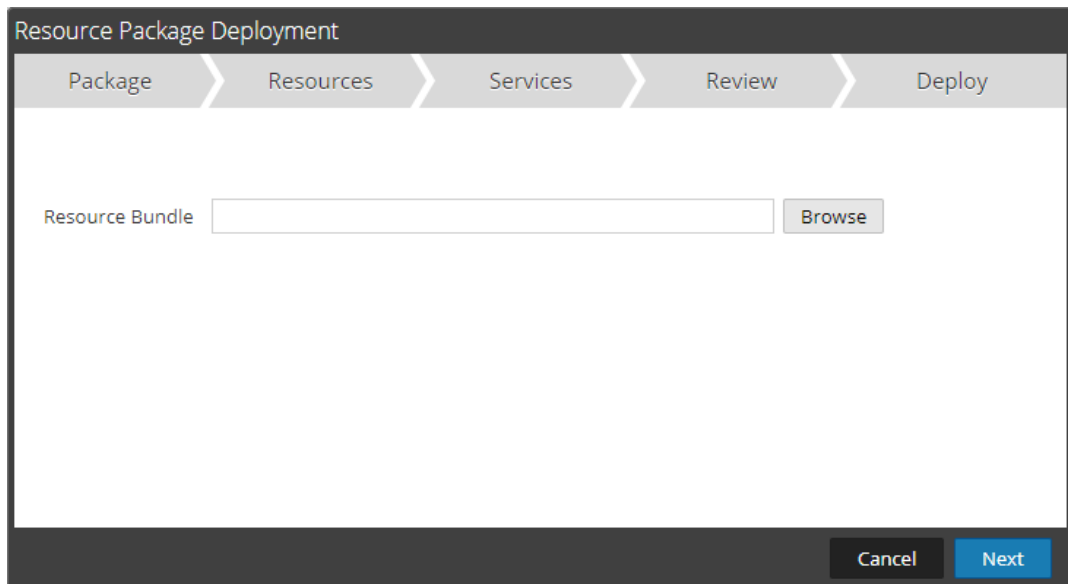 Resource Package Deployment
Package Resources Services Review Deploy
Resource Bundle Browse
Cancel Next